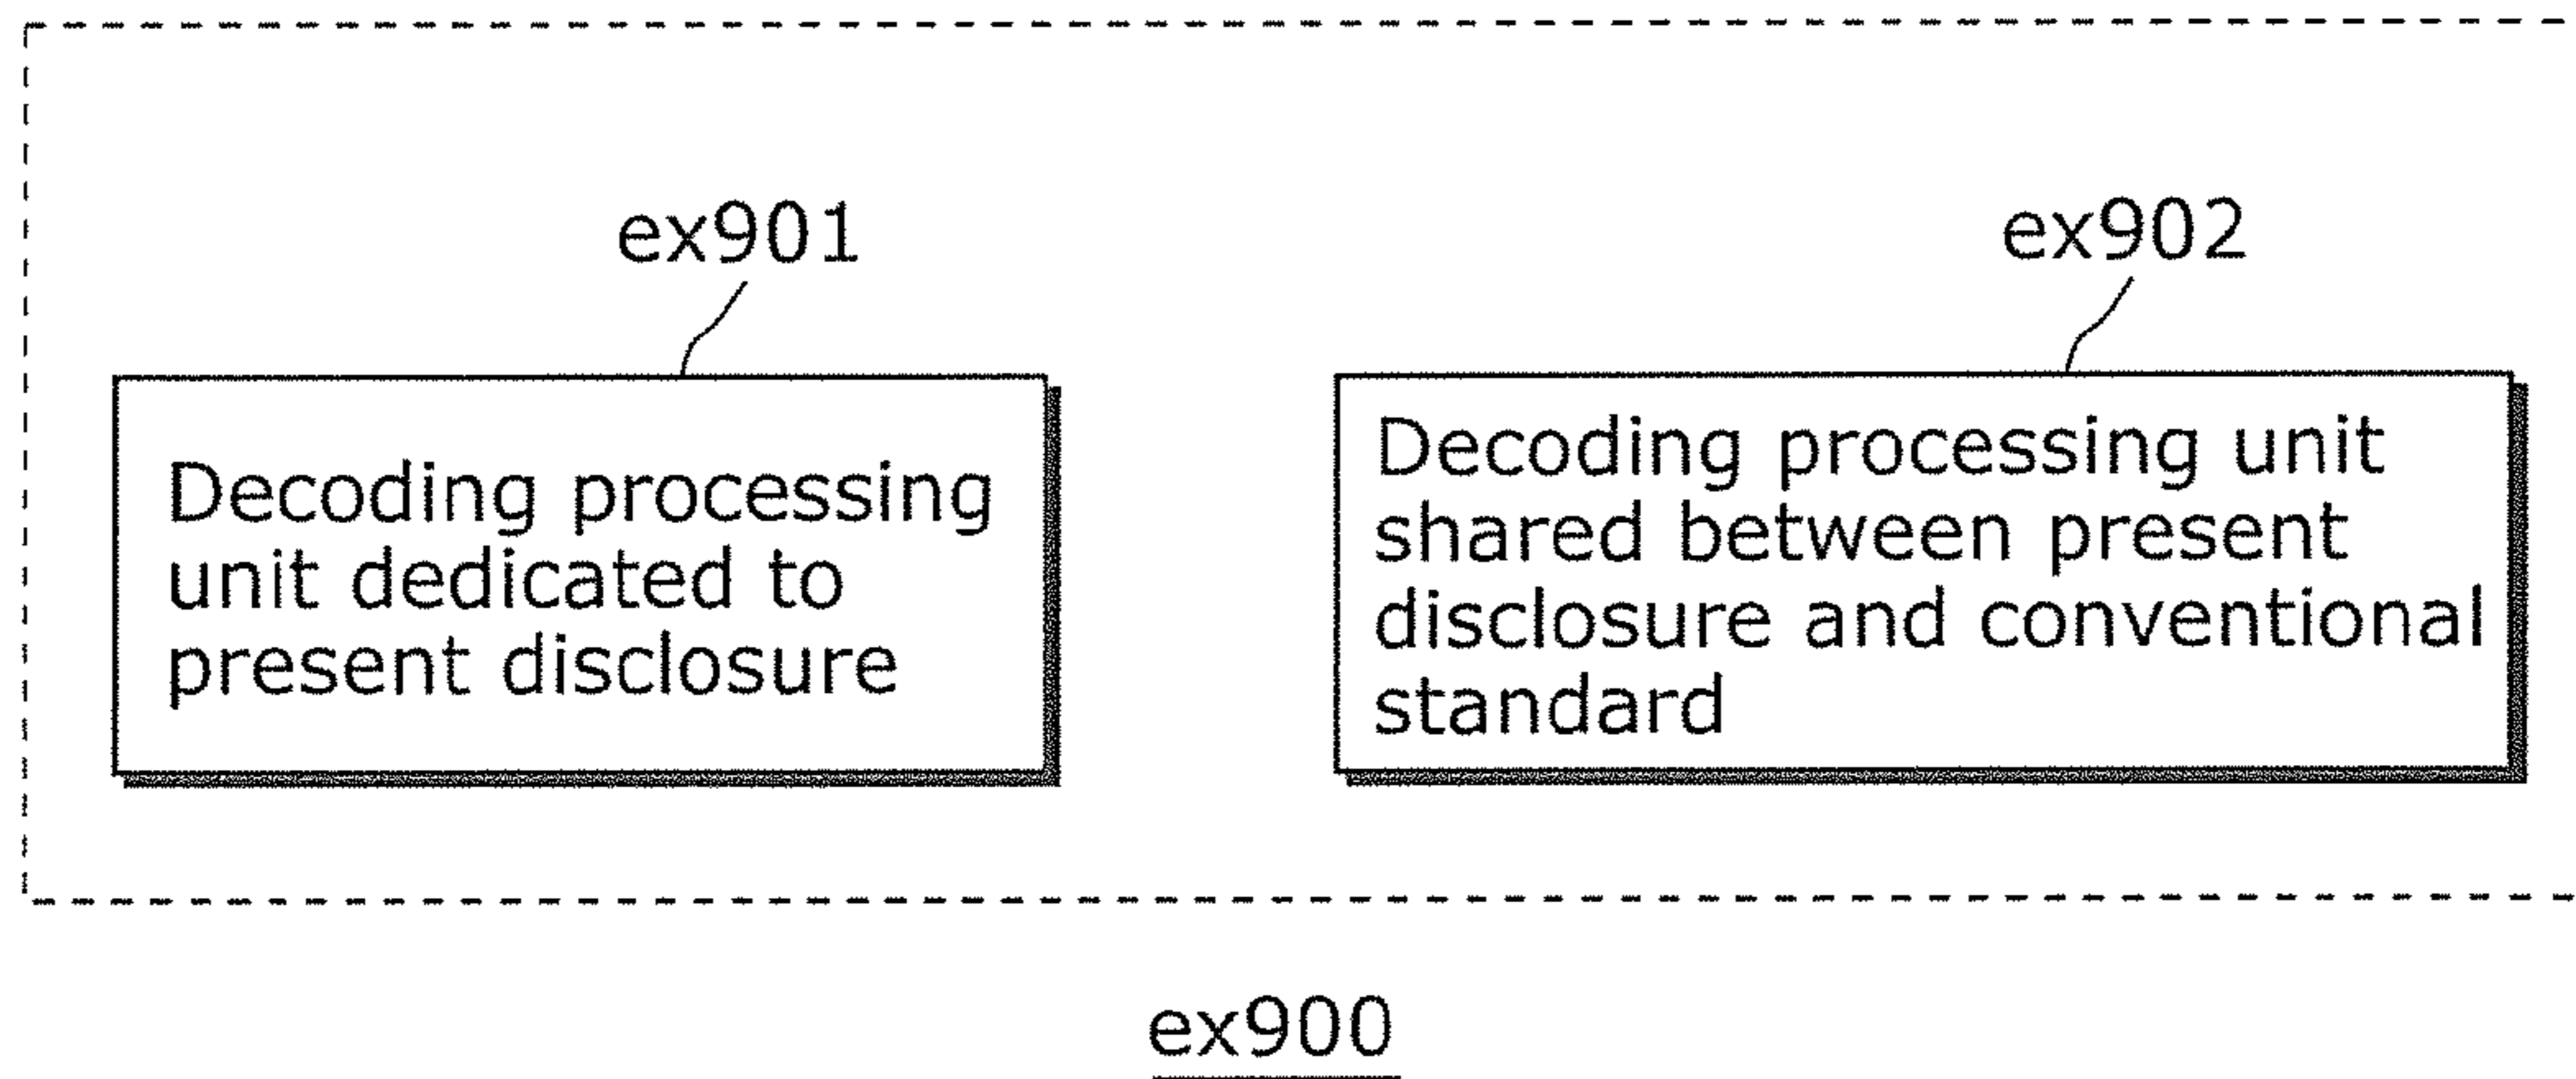 ex901
ex902
Decoding processing
unit dedicated to
present disclosure
Decoding processing unit
shared between present
disclosure and conventional
standard
ex900